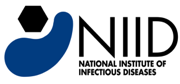 NIID
NATIONAL INSTITUTE OF
INFECTIOUS DISEASES